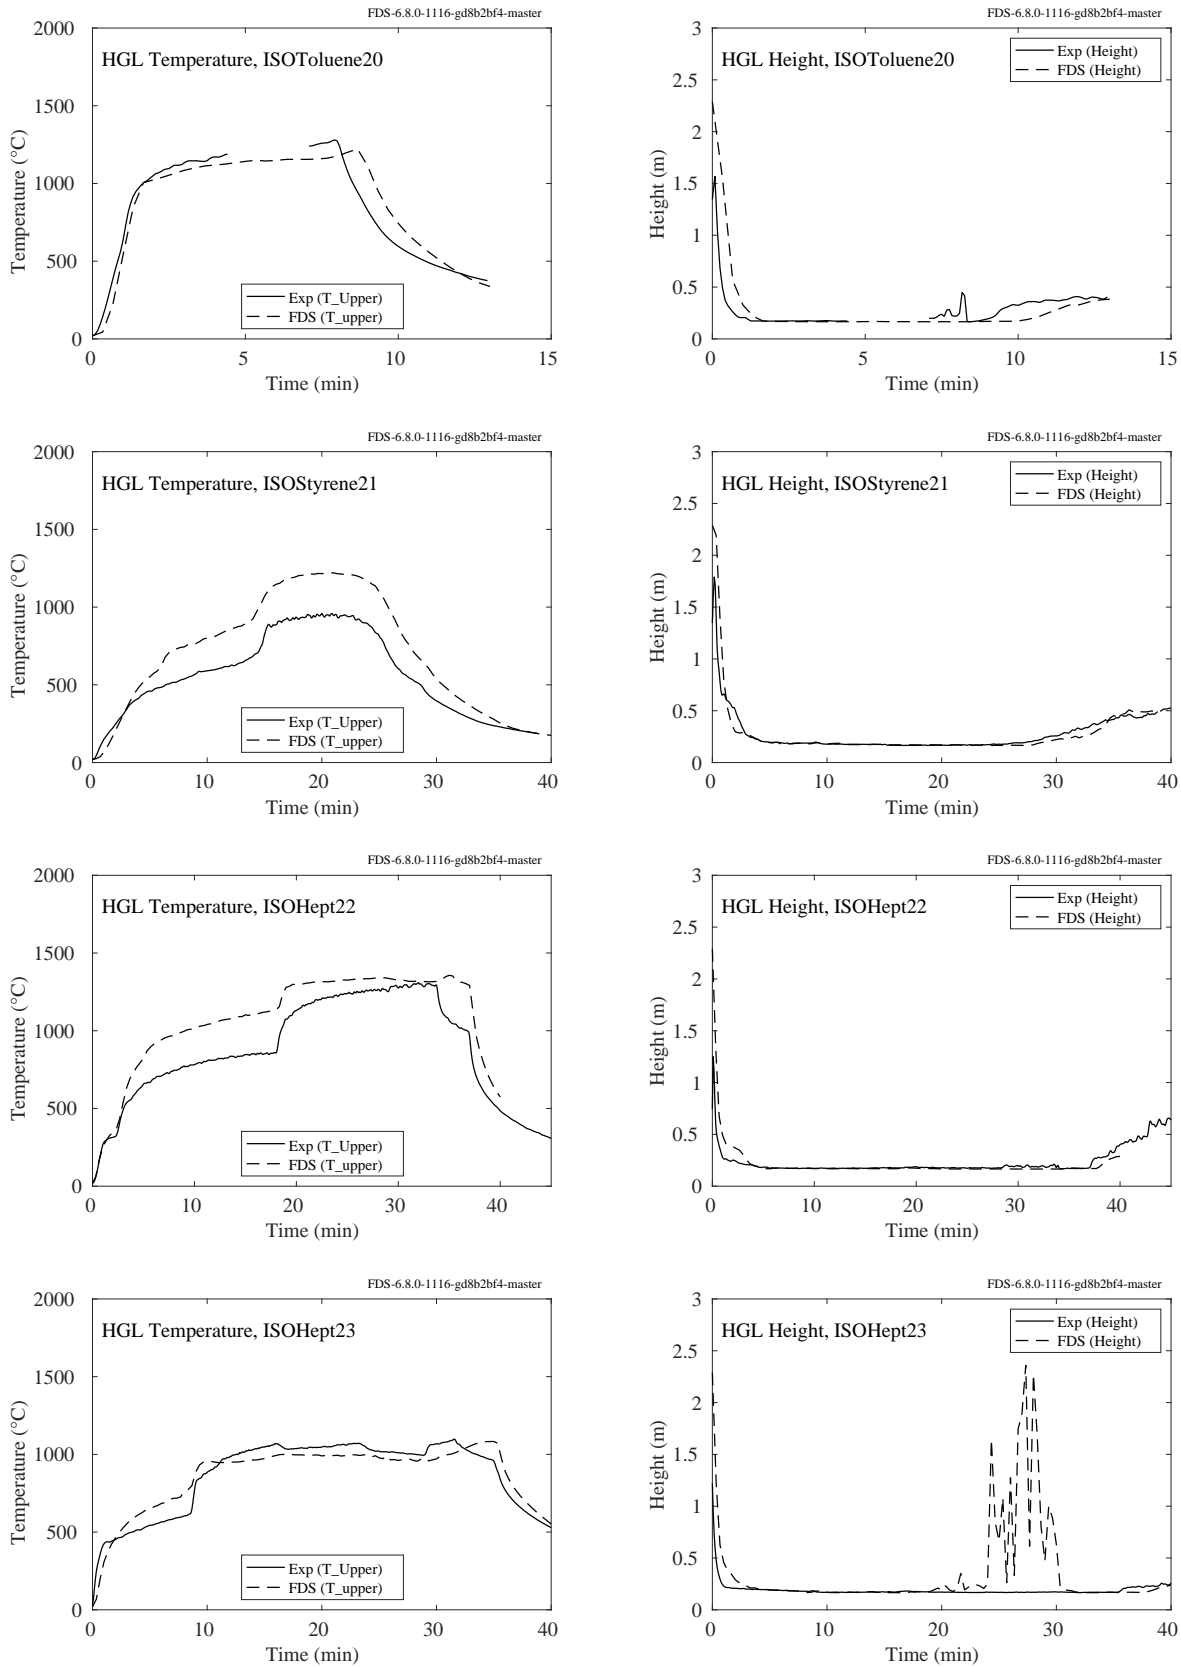 FDS-6.8.0-1116-gd8b2bf4-master
HGL Temperature, ISOToluene20
2000
1500
1000
500
0
Temperature (°C)
Exp (T_Upper)
FDS (T_upper)
0 5 10 15
Time (min)
FDS-6.8.0-1116-gd8b2bf4-master
HGL Height, ISOToluene20
Exp (Height)
FDS (Height)
3
2.5
2
1.5
1
0.5
0
Height (m)
0 5 10 15
Time (min)
FDS-6.8.0-1116-gd8b2bf4-master
HGL Temperature, ISOStyrene21
2000
1500
1000
500
0
Temperature (°C)
Exp (T_Upper)
FDS (T_upper)
0 10 20 30 40
Time (min)
FDS-6.8.0-1116-gd8b2bf4-master
HGL Height, ISOStyrene21
Exp (Height)
FDS (Height)
3
2.5
2
1.5
1
0.5
0
Height (m)
0 10 20 30 40
Time (min)
FDS-6.8.0-1116-gd8b2bf4-master
HGL Temperature, ISOHept22
2000
1500
1000
500
0
Temperature (°C)
Exp (T_Upper)
FDS (T_upper)
0 10 20 30 40
Time (min)
FDS-6.8.0-1116-gd8b2bf4-master
HGL Height, ISOHept22
Exp (Height)
FDS (Height)
3
2.5
2
1.5
1
0.5
0
Height (m)
0 10 20 30 40
Time (min)
FDS-6.8.0-1116-gd8b2bf4-master
HGL Temperature, ISOHept23
2000
1500
1000
500
0
Temperature (°C)
Exp (T_Upper)
FDS (T_upper)
0 10 20 30 40
Time (min)
FDS-6.8.0-1116-gd8b2bf4-master
HGL Height, ISOHept23
Exp (Height)
FDS (Height)
3
2.5
2
1.5
1
0.5
0
Height (m)
0 10 20 30 40
Time (min)